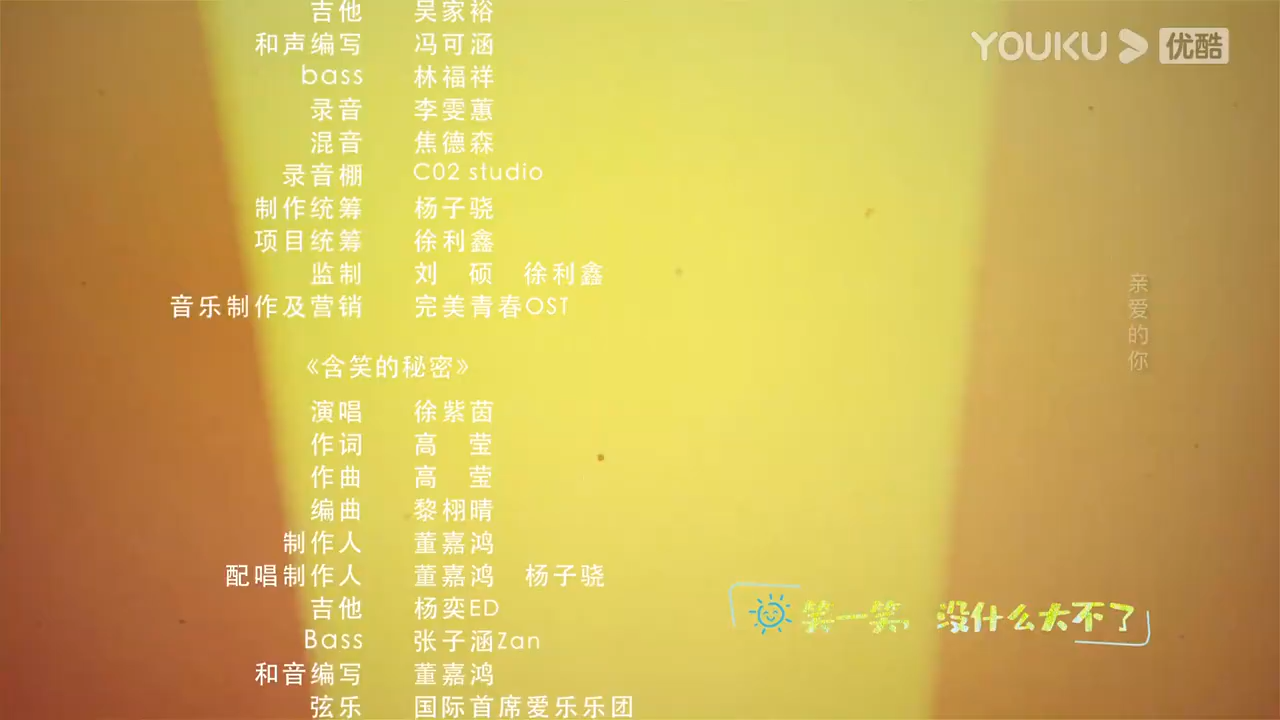 吉他 吴家裕
和声编写 冯可涵
bass 林福祥
录音 李雯蕙
混音 焦德森
录音棚 C02 studio
制作统筹 杨子骁
项目统筹 徐利鑫
监制 刘 硕 徐利鑫
音乐制作及营销 完美青春OST
《含笑的秘密》
演唱 徐紫茵
作词 高 莹
作曲 高 莹
编曲 黎栩晴
制作人 董嘉鸿
配唱制作人 董嘉鸿 杨子骁
吉他 杨奕ED
Bass 张子涵Zan
和音编写 董嘉鸿
弦乐 国际首席爱乐乐团
YOUKU 优酷
亲爱的你
笑一笑，没什么大不了